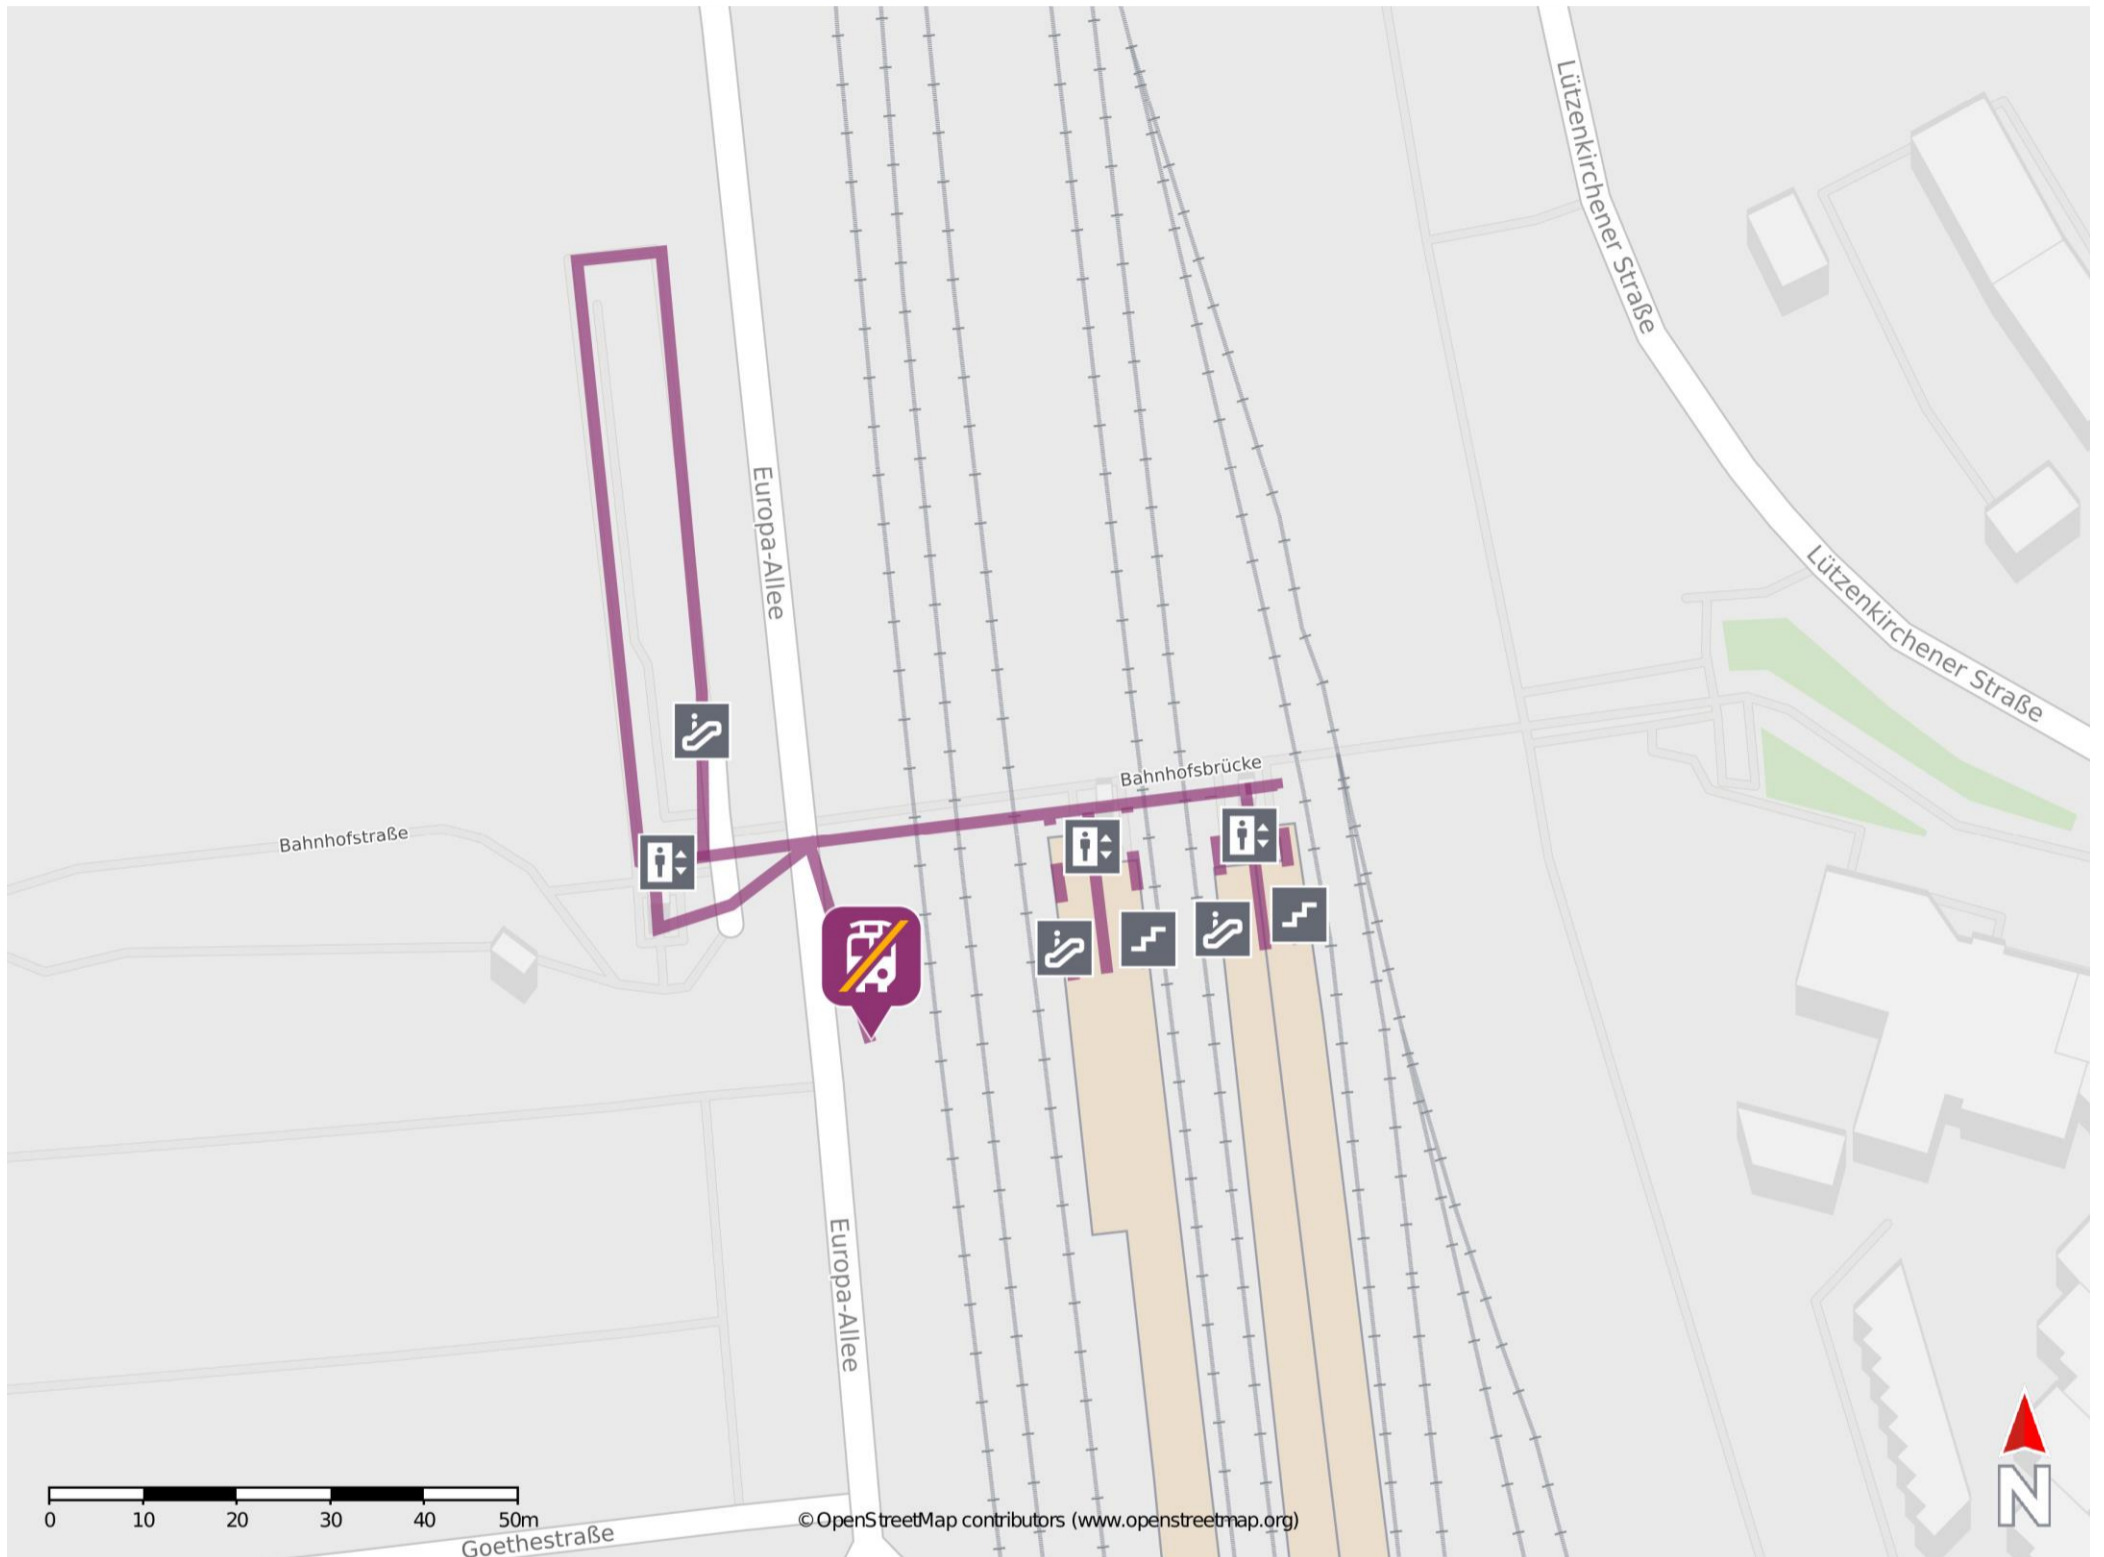 Lützenkirchener Straße
Europa-Allee
Lützenkirchener Straße
Bahnhofsbrücke
Bahnhofstraße
Europa-Allee
N
0 10 20 30 40 50m
©OpenStreetMap contributors (www.openstreetmap.org)
Goethestraße